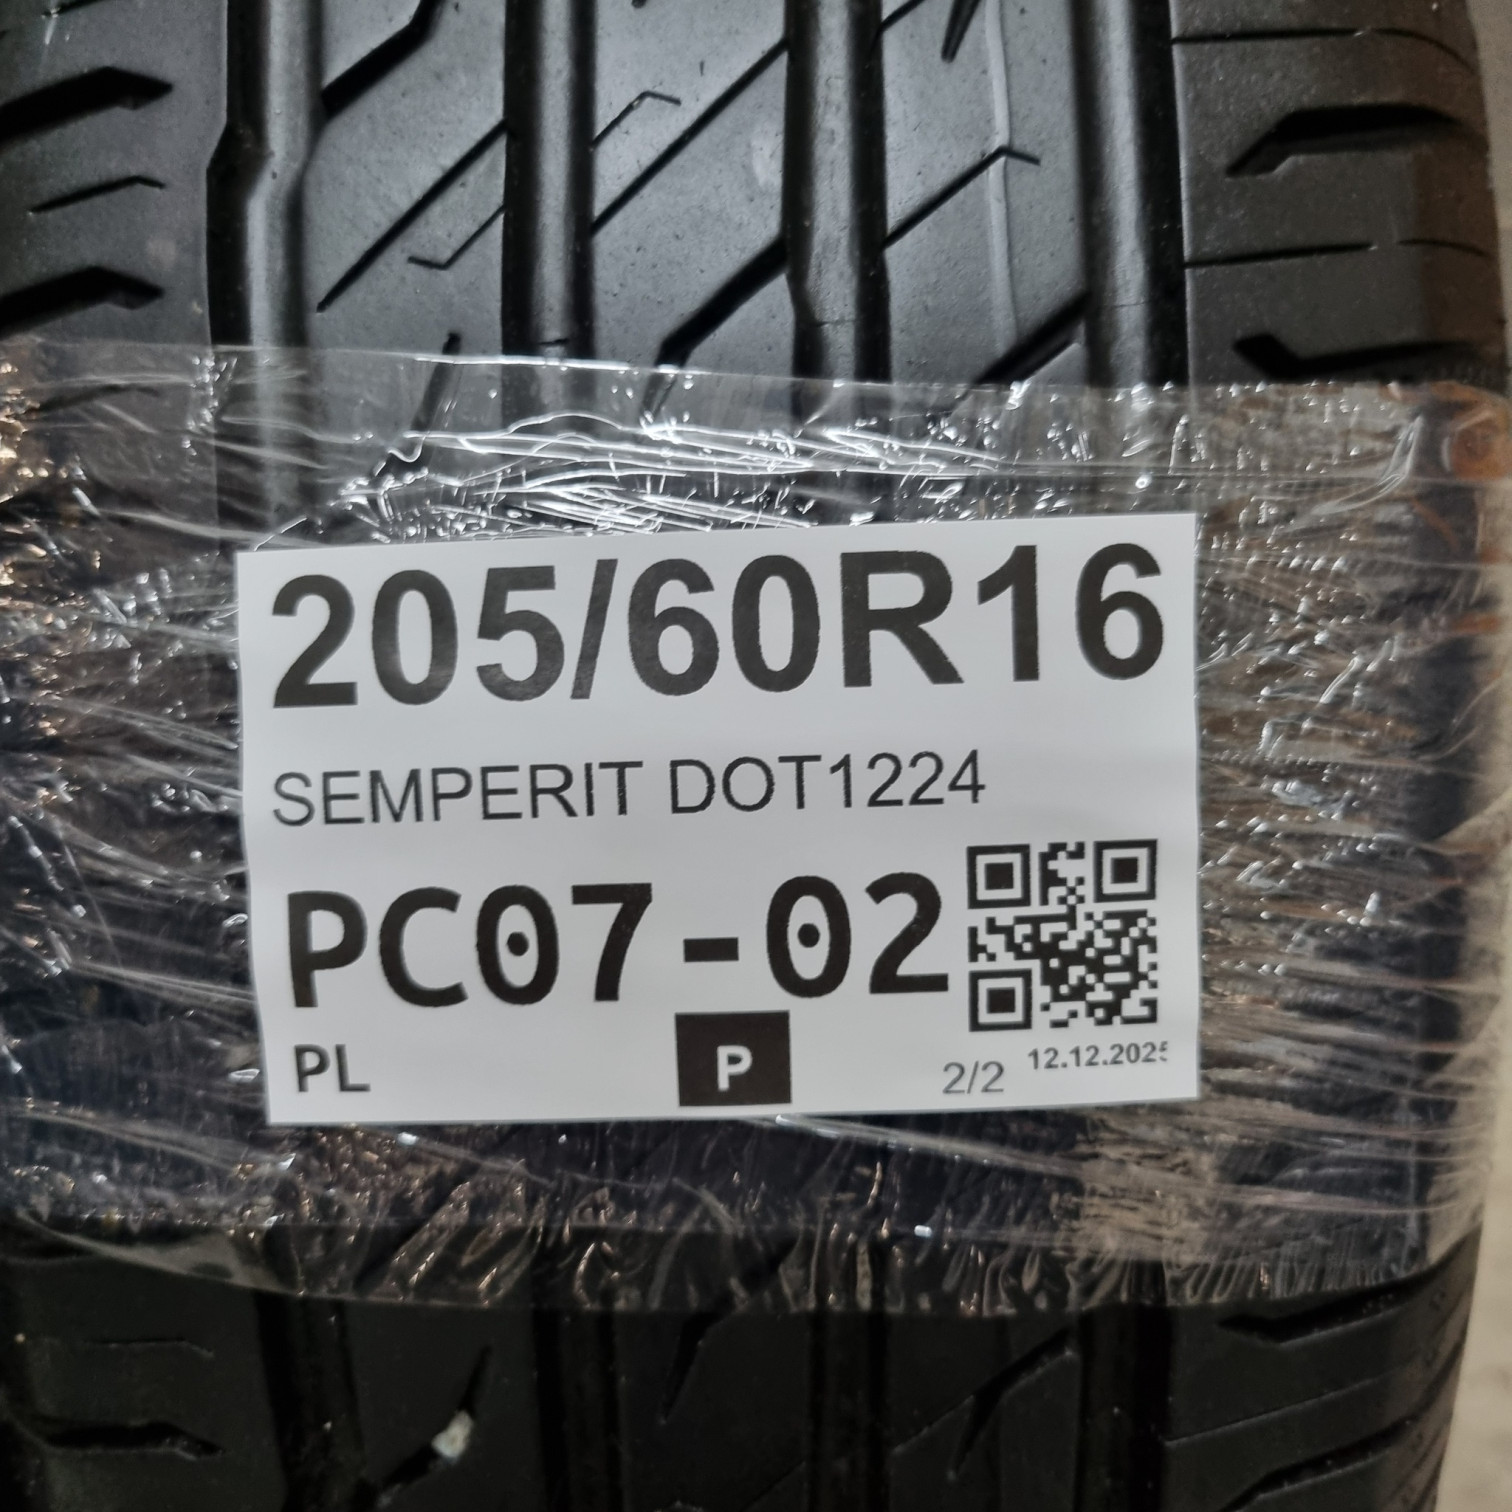 205/60R16
SEMPERIT DOT1224
PC07-02
PL P 2/2 12.12.2025